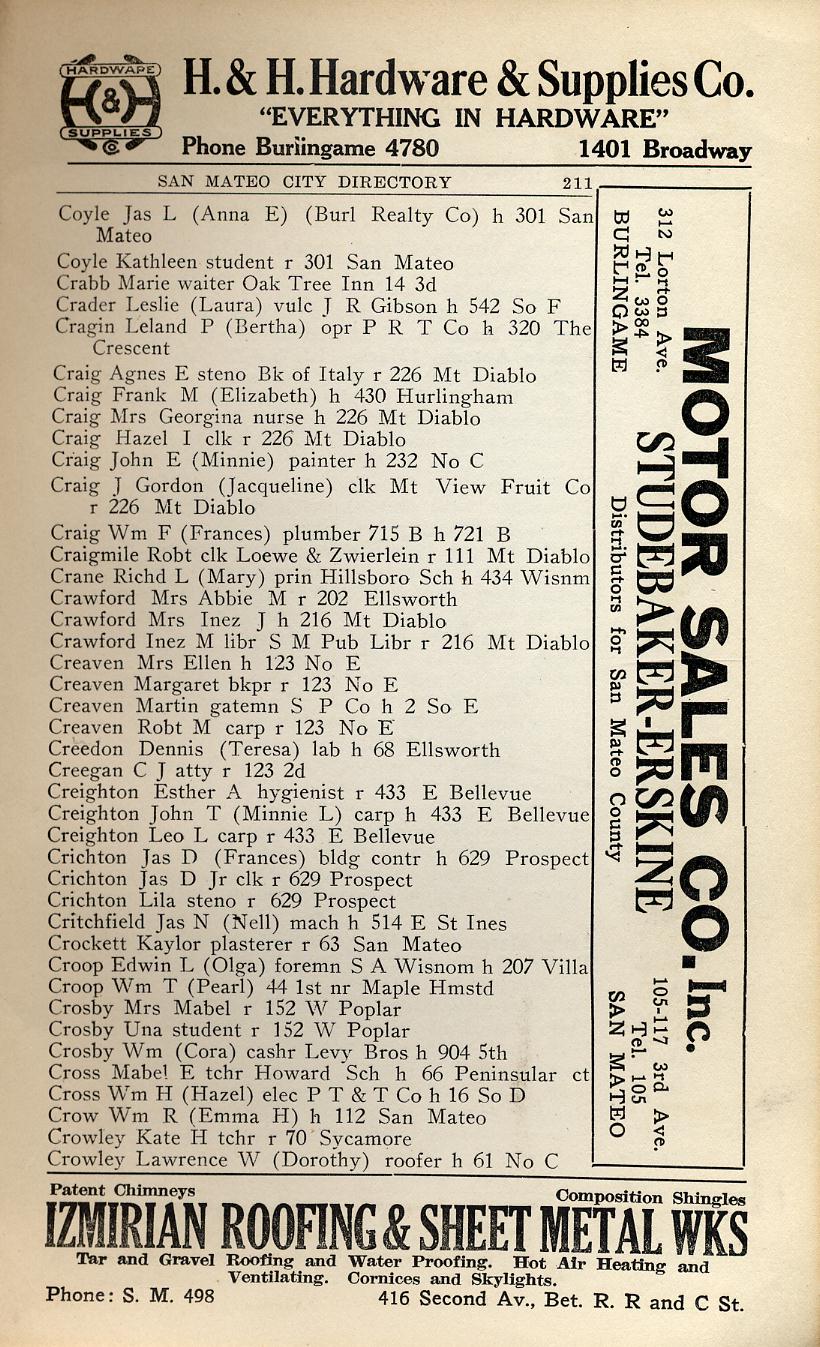 HARDWARE
H & H
SUPPLIES
Co
H. & H. Hardware & Supplies Co.
"EVERYTHING IN HARDWARE"
Phone Burlingame 4780 1401 Broadway
SAN MATEO CITY DIRECTORY 211
Coyle Jas L (Anna E) (Burl Realty Co) h 301 San
Mateo
Coyle Kathleen student r 301 San Mateo
Crabb Marie waiter Oak Tree Inn 14 3d
Crader Leslie (Laura) vulc J R Gibson h 542 So F
Cragin Leland P (Bertha) opr P R T Co h 320 The
Crescent
Craig Agnes E steno Bk of Italy r 226 Mt Diablo
Craig Frank M (Elizabeth) h 430 Hurlingham
Craig Mrs Georgina nurse h 226 Mt Diablo
Craig Hazel I clk r 226 Mt Diablo
Craig John E (Minnie) painter h 232 No C
Craig J Gordon (Jacqueline) clk Mt View Fruit Co
r 226 Mt Diablo
Craig Wm F (Frances) plumber 715 B h 721 B
Craigmile Robt clk Loewe & Zwierlein r 111 Mt Diablo
Crane Richd L (Mary) prin Hillsboro Sch h 434 Wisnm
Crawford Mrs Abbie M r 202 Ellsworth
Crawford Mrs Inez J h 216 Mt Diablo
Crawford Inez M libr S M Pub Libr r 216 Mt Diablo
Creaven Mrs Ellen h 123 No E
Creaven Margaret bkpr r 123 No E
Creaven Martin gatemn S P Co h 2 So E
Creaven Robt M carp r 123 No E
Creedon Dennis (Teresa) lab h 68 Ellsworth
Creegan C J atty r 123 2d
Creighton Esther A hygienist r 433 E Bellevue
Creighton John T (Minnie L) carp h 433 E Bellevue
Creighton Leo L carp r 433 E Bellevue
Crichton Jas D (Frances) bldg contr h 629 Prospect
Crichton Jas D Jr clk r 629 Prospect
Crichton Lila steno r 629 Prospect
Critchfield Jas N (Nell) mach h 514 E St Ines
Crockett Kaylor plasterer r 63 San Mateo
Croop Edwin L (Olga) foremn S A Wisnom h 207 Villa
Croop Wm T (Pearl) 44 1st nr Maple Hmstd
Crosby Mrs Mabel r 152 W Poplar
Crosby Una student r 152 W Poplar
Crosby Wm (Cora) cashr Levy Bros h 904 5th
Cross Mabel E tchr Howard Sch h 66 Peninsular ct
Cross Wm H (Hazel) elec P T & T Co h 16 So D
Crow Wm R (Emma H) h 112 San Mateo
Crowley Kate H tchr r 70 Sycamore
Crowley Lawrence W (Dorothy) roofer h 61 No C
MOTOR SALES CO. Inc.
STUDEBAKER-ERSKINE
Distributors for San Mateo County
312 Lorton Ave.
Tel. 3384
BURLINGAME
105-117 3rd Ave.
Tel. 105
SAN MATEO
Patent Chimneys Composition Shingles
IZMIRIAN ROOFING & SHEET METAL WKS
Tar and Gravel Roofing and Water Proofing. Hot Air Heating and
Ventilating. Cornices and Skylights.
Phone: S. M. 498 416 Second Av., Bet. R. R and C St.